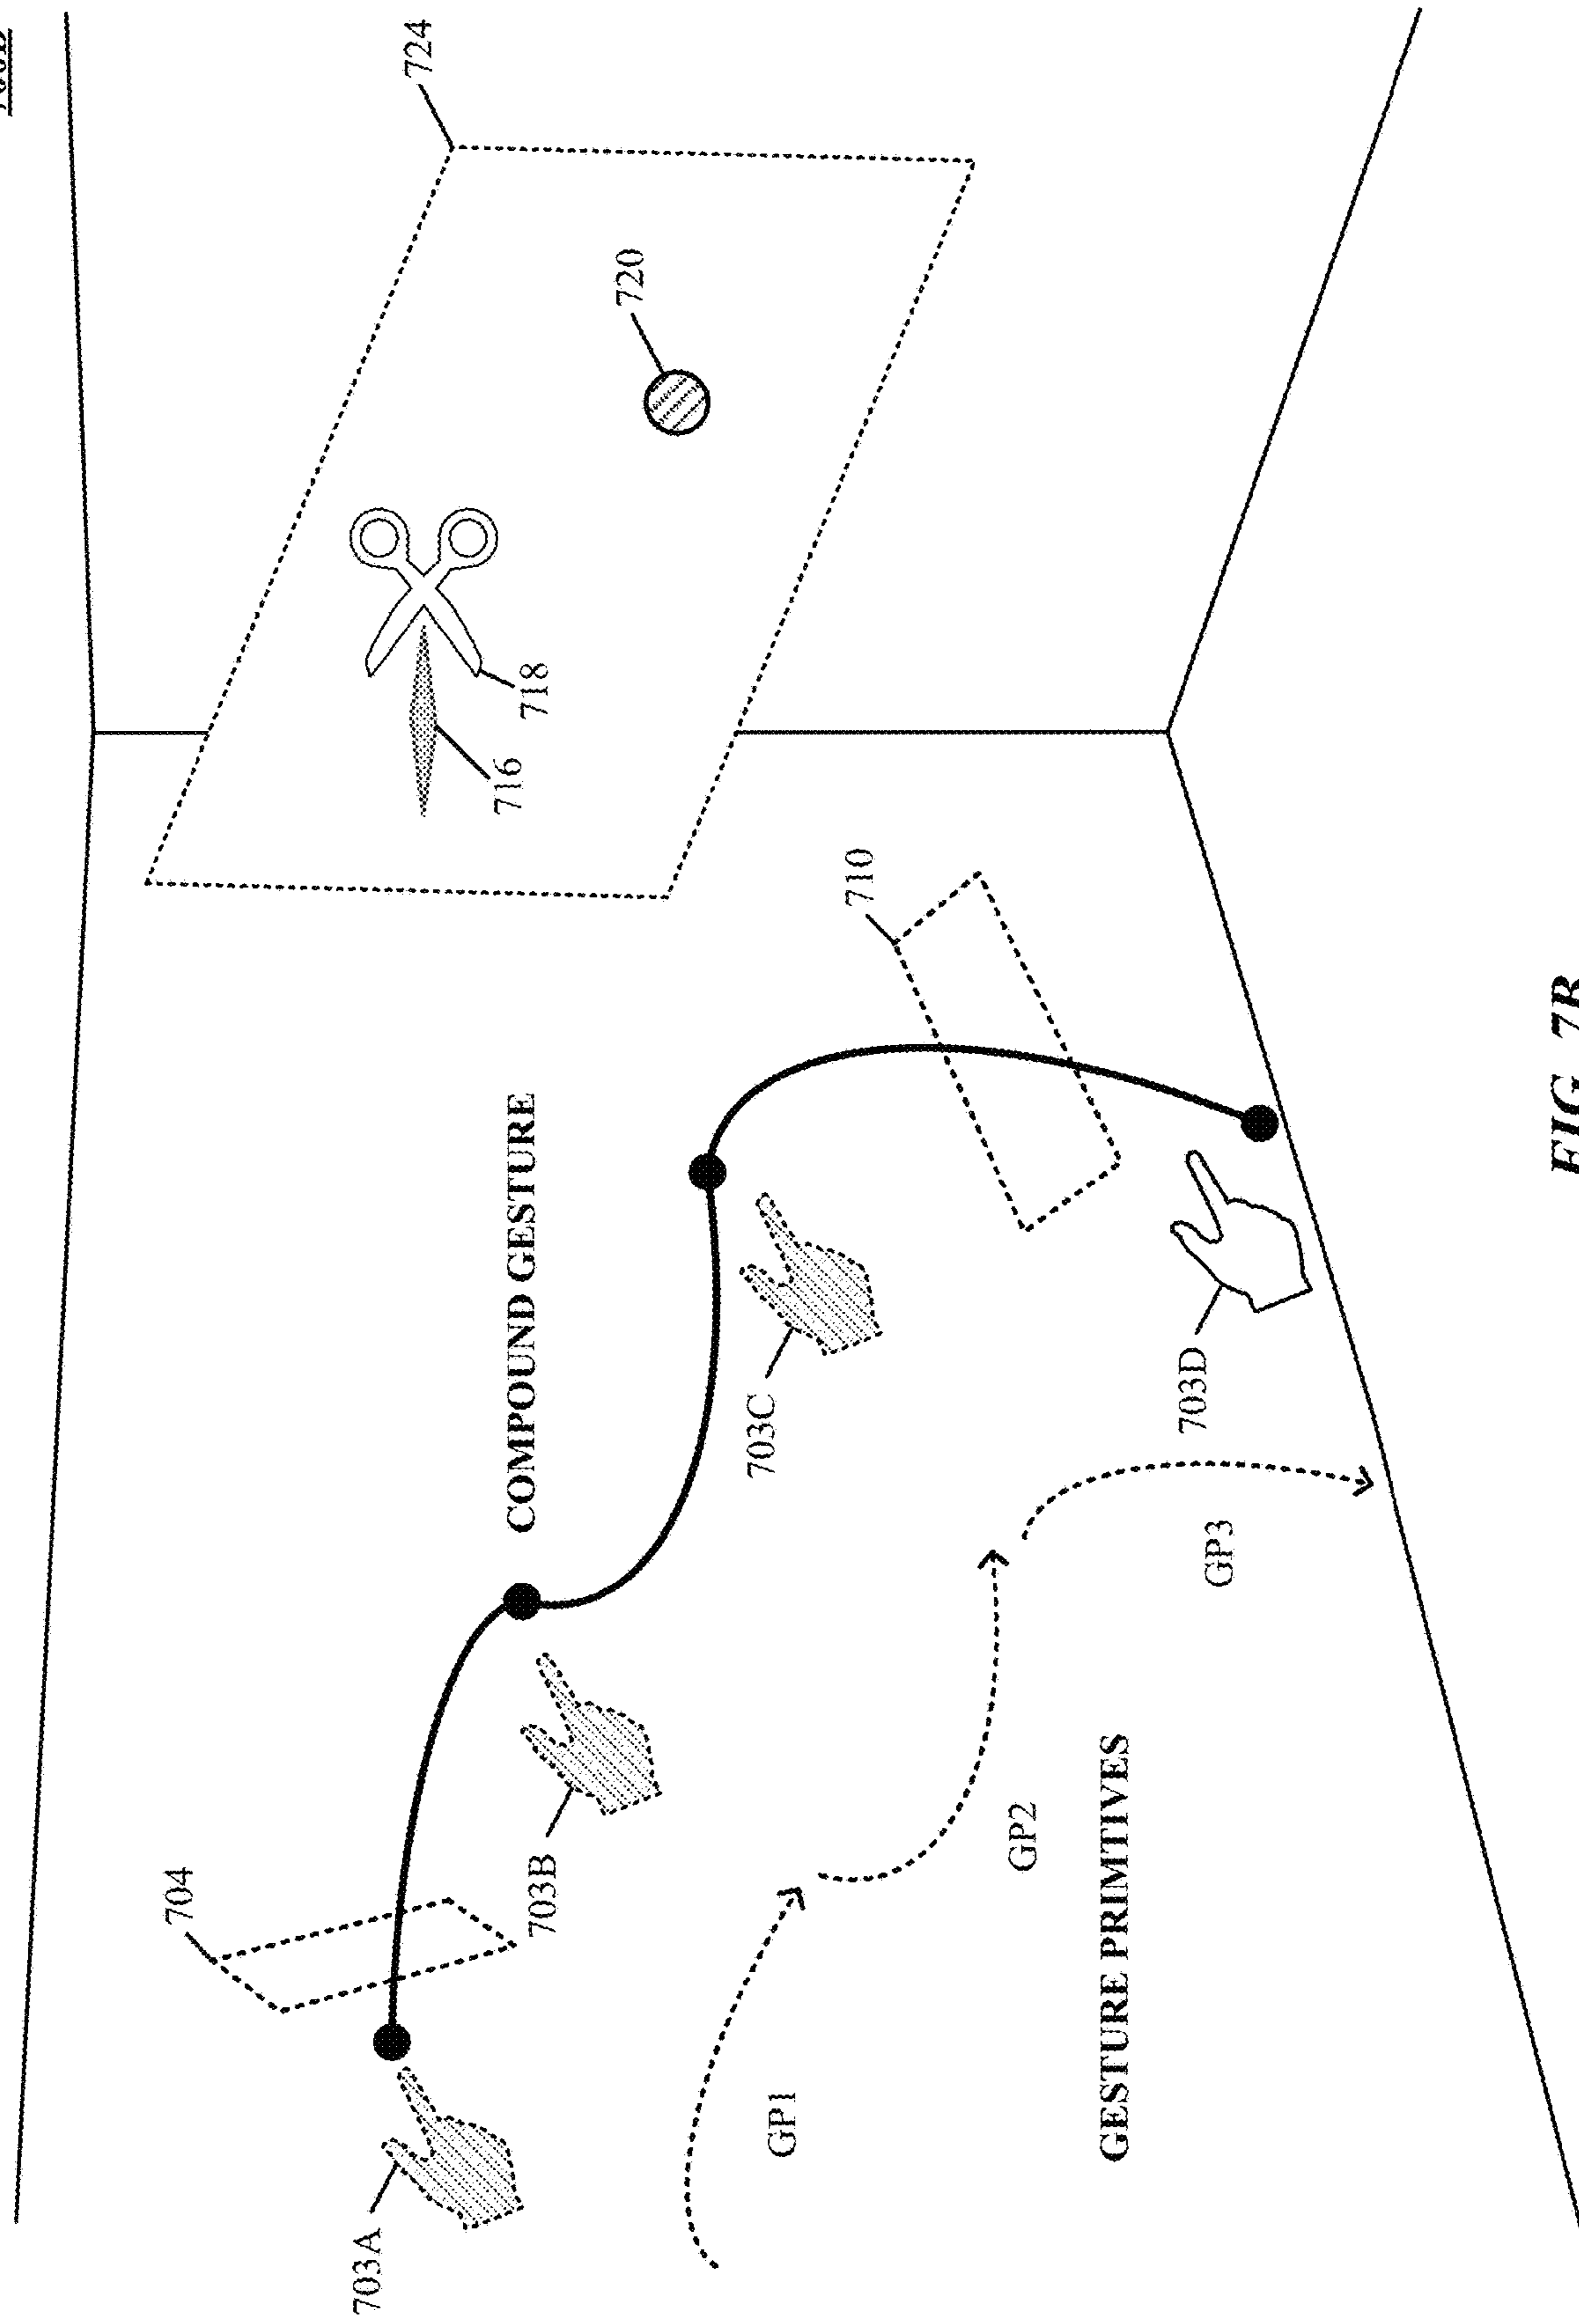 724
720
718
716
710
COMPOUND GESTURE
704
703A
703B
703C
703D
GP1
GP2
GP3
GESTURE PRIMITIVES
FIG. 7B